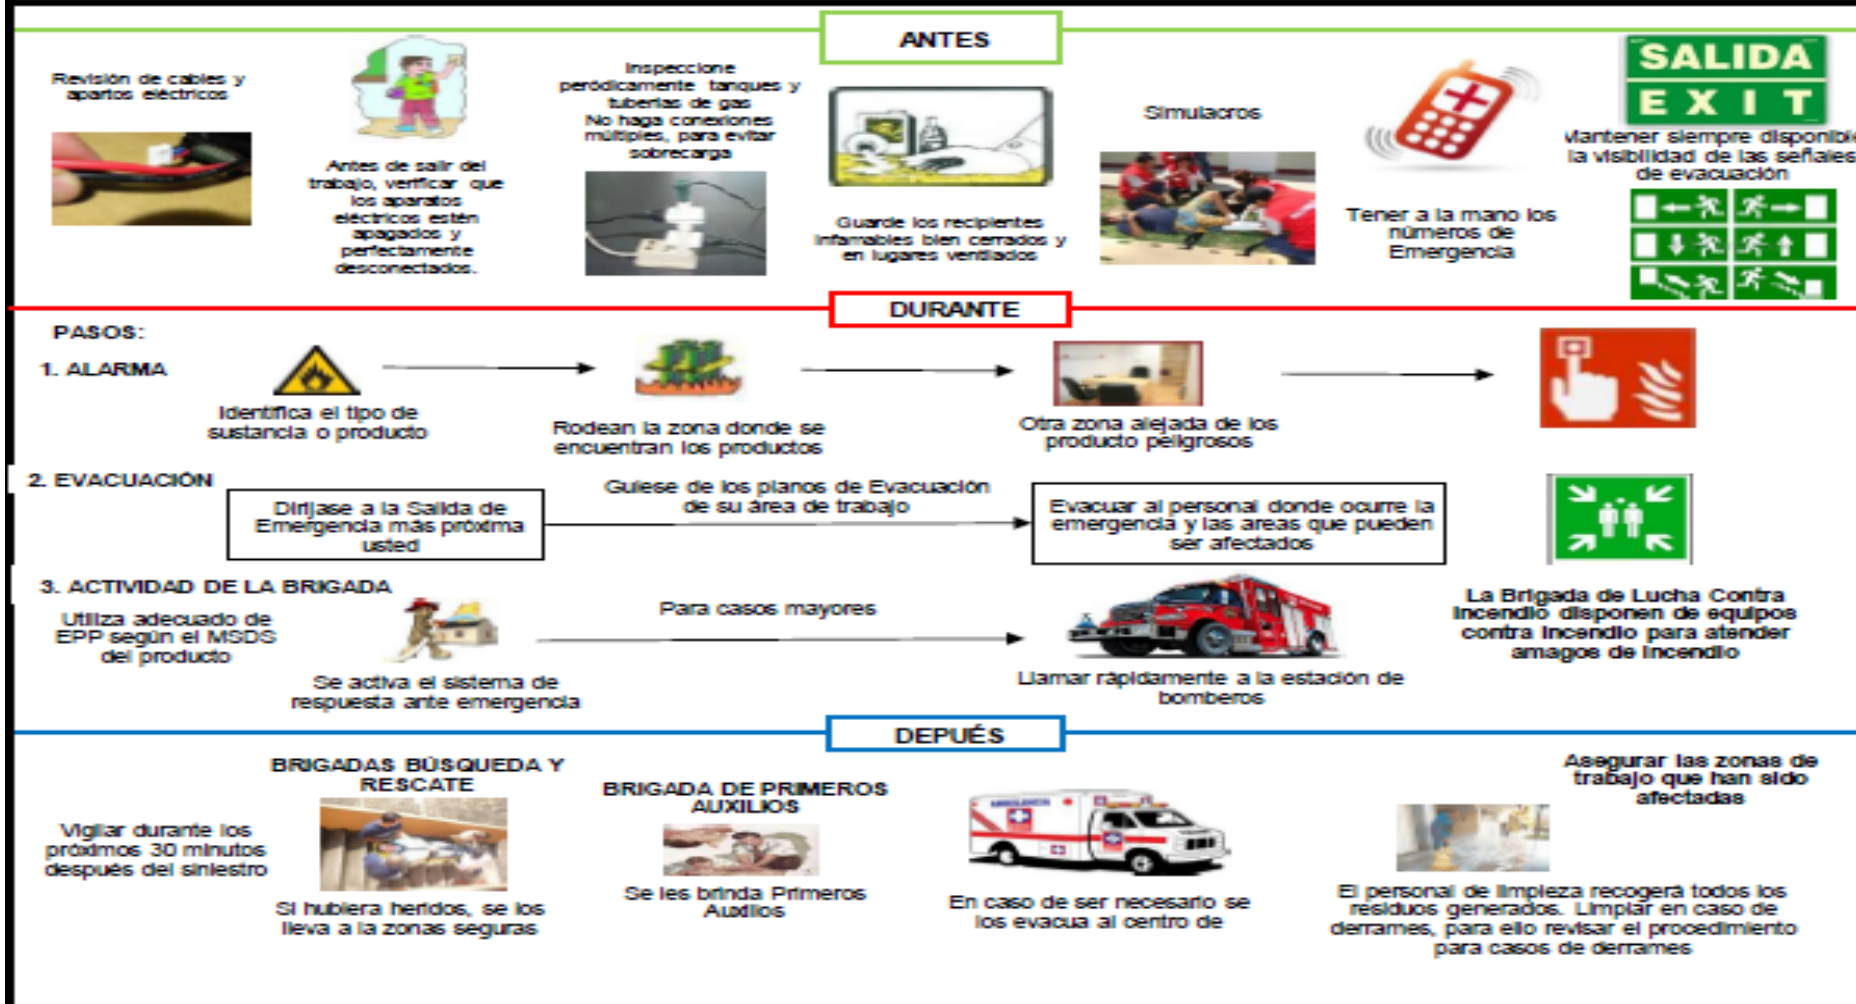 ANTES
Revisión de cables y
apartos eléctricos
Antes de salir del
trabajo, verificar que
los aparatos
eléctricos estén
apagados y
perfectamente
desconectados.
Inspeccione
peródicamente tanques y
tuberías de gas
No haga conexiones
múltiples, para evitar
sobrecarga
Guarde los recipientes
infamables bien cerrados y
en lugares ventilados
Simulacros
Tener a la mano los
números de
Emergencia
SALIDA
EXIT
Mantener siempre disponible
la visibilidad de las señales
de evacuación
DURANTE
PASOS:
1. ALARMA
Identifica el tipo de
sustancia o producto
Rodean la zona donde se
encuentran los productos
Otra zona alejada de los
producto peligrosos
2. EVACUACIÓN
Diríjase a la Salida de
Emergencia más próxima
usted
Guiese de los planos de Evacuación
de su área de trabajo
Evacuar al personal donde ocurre la
emergencia y las areas que pueden
ser afectados
3. ACTIVIDAD DE LA BRIGADA
Utiliza adecuado de
EPP según el MSDS
del producto
Se activa el sistema de
respuesta ante emergencia
Para casos mayores
Llamar rápidamente a la estación de
bomberos
La Brigada de Lucha Contra
Incendio disponen de equipos
contra Incendio para atender
amagos de Incendio
DEPUÉS
Vigilar durante los
próximos 30 minutos
después del siniestro
BRIGADAS BÚSQUEDA Y
RESCATE
Si hubiera heridos, se los
lleva a la zonas seguras
BRIGADA DE PRIMEROS
AUXILIOS
Se les brinda Primeros
Auxilios
AMBULANCIA
En caso de ser necesario se
los evacua al centro de
Asegurar las zonas de
trabajo que han sido
afectadas
El personal de limpieza recogerá todos los
residuos generados. Limpiar en caso de
derrames, para ello revisar el procedimiento
para casos de derrames